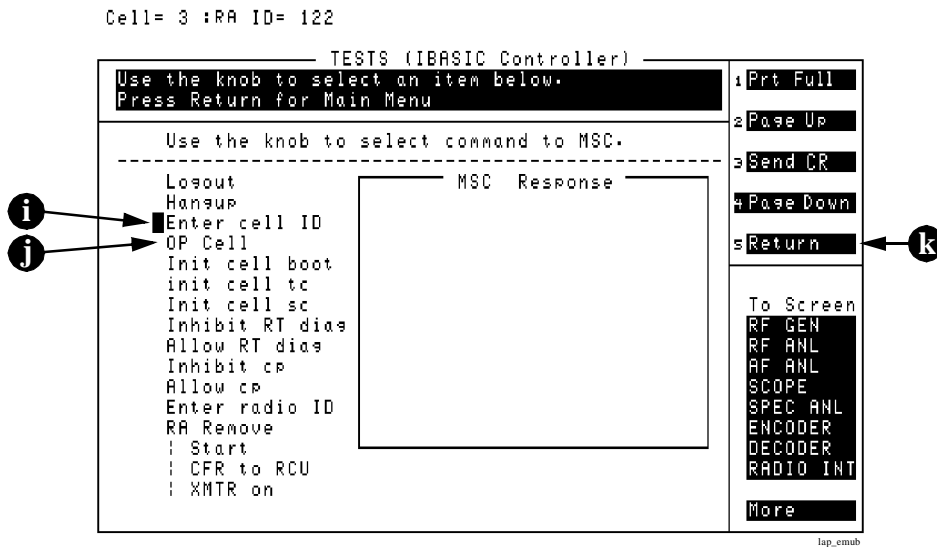 Cell= 3 :RA ID= 122
TESTS (IBASIC Controller)
Use the knob to select an item below.
Press Return for Main Menu
Use the knob to select command to MSC.
MSC Response
Logout
Hangup
i
Enter cell ID
j
OP Cell
Init cell boot
init cell tc
Init cell sc
Inhibit RT diag
Allow RT diag
Inhibit cp
Allow cp
Enter radio ID
RA Remove
¦ Start
¦ CFR to RCU
¦ XMTR on
1 Prt Full
2 Page Up
3 Send CR
4 Page Down
5 Return
k
To Screen
RF GEN
RF ANL
AF ANL
SCOPE
SPEC ANL
ENCODER
DECODER
RADIO INT
More
lap_emub